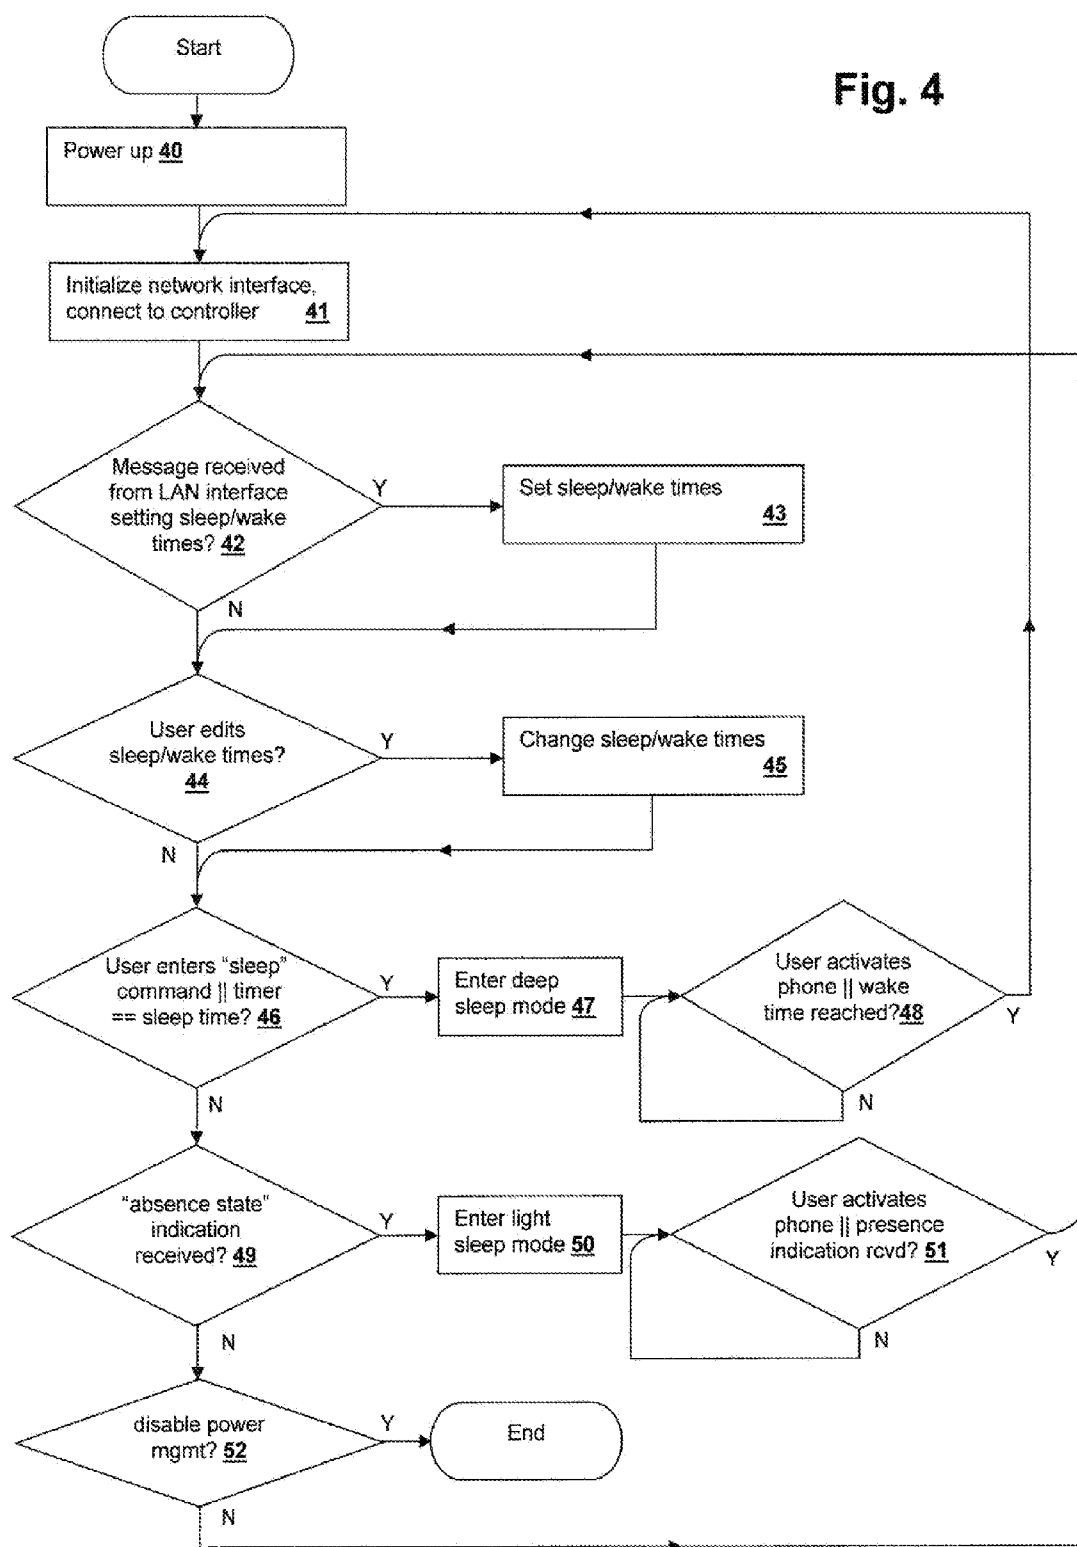 Start
Fig. 4
Power up 40
Initialize network interface,
connect to controller 41
Message received
from LAN interface
setting sleep/wake
times? 42
Y
Set sleep/wake times
43
N
User edits
sleep/wake times?
44
Y
Change sleep/wake times
45
N
User enters "sleep"
command || timer
== sleep time? 46
Y
Enter deep
sleep mode 47
User activates
phone || wake
time reached?48
Y
N
N
"absence state"
indication
received? 49
Y
Enter light
sleep mode 50
User activates
phone || presence
indication rcvd? 51
Y
N
N
disable power
mgmt? 52
Y
End
N